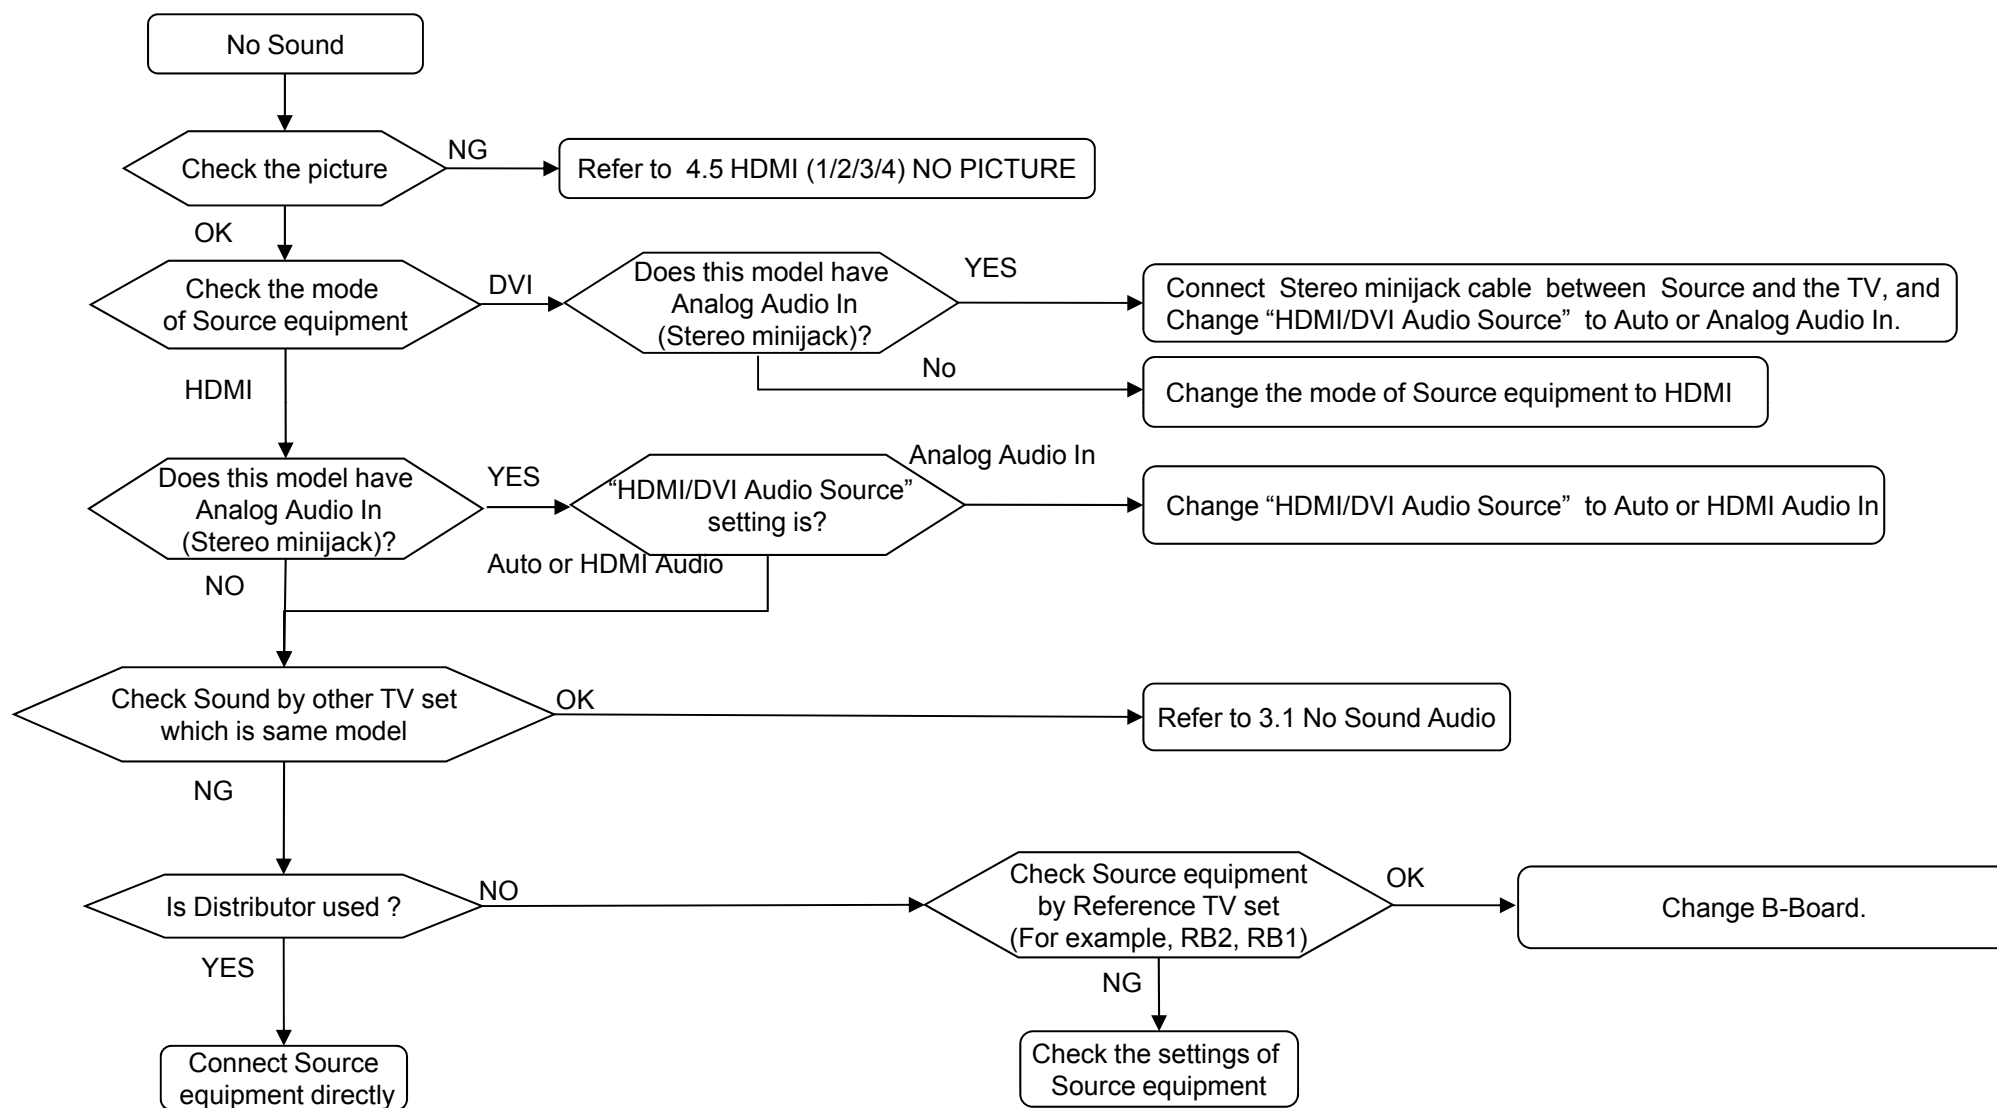 No Sound
Check the picture
NG
Refer to 4.5 HDMI (1/2/3/4) NO PICTURE
OK
Check the mode
of Source equipment
DVI
Does this model have
Analog Audio In
(Stereo minijack)?
YES
Connect Stereo minijack cable between Source and the TV, and
Change “HDMI/DVI Audio Source” to Auto or Analog Audio In.
No
Change the mode of Source equipment to HDMI
HDMI
Does this model have
Analog Audio In
(Stereo minijack)?
YES
“HDMI/DVI Audio Source”
setting is?
Analog Audio In
Change “HDMI/DVI Audio Source” to Auto or HDMI Audio In
Auto or HDMI Audio
NO
Check Sound by other TV set
which is same model
OK
Refer to 3.1 No Sound Audio
NG
Is Distributor used ?
NO
Check Source equipment
by Reference TV set
(For example, RB2, RB1)
OK
Change B-Board.
YES
NG
Connect Source
equipment directly
Check the settings of
Source equipment